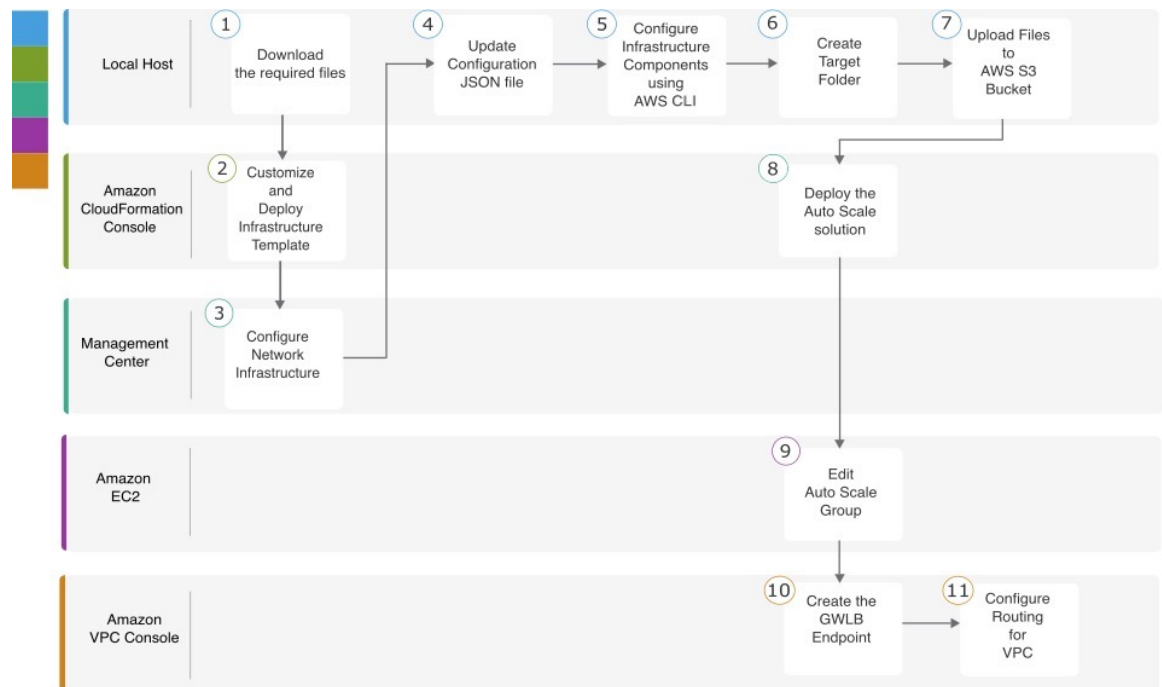 Local Host
1
Download
the required files
4
Update
Configuration
JSON file
5
Configure
Infrastructure
Components
using
AWS CLI
6
Create
Target
Folder
7
Upload Files
to
AWS S3
Bucket
Amazon
CloudFormation
Console
2
Customize
and
Deploy
Infrastructure
Template
8
Deploy the
Auto Scale
solution
Management
Center
3
Configure
Network
Infrastructure
Amazon
EC2
9
Edit
Auto Scale
Group
Amazon
VPC Console
10
Create the
GWLB
Endpoint
11
Configure
Routing
for
VPC